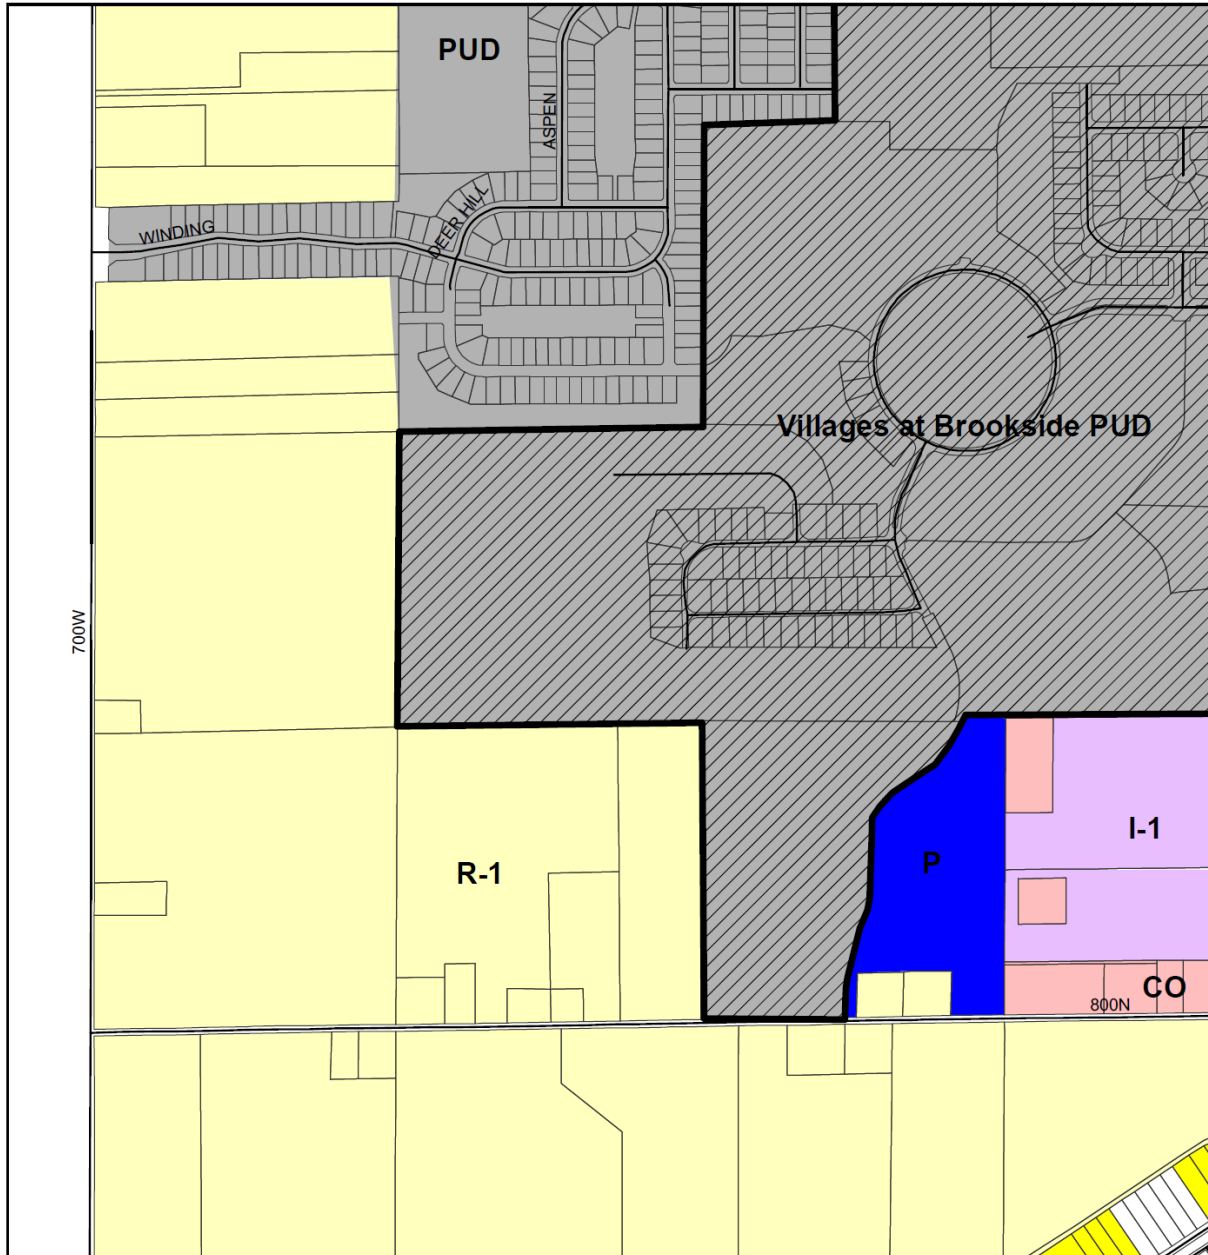 PUD
ASPEN
DEER HILL
WINDING
Villages at Brookside PUD
700W
I-1
P
R-1
CO
800N